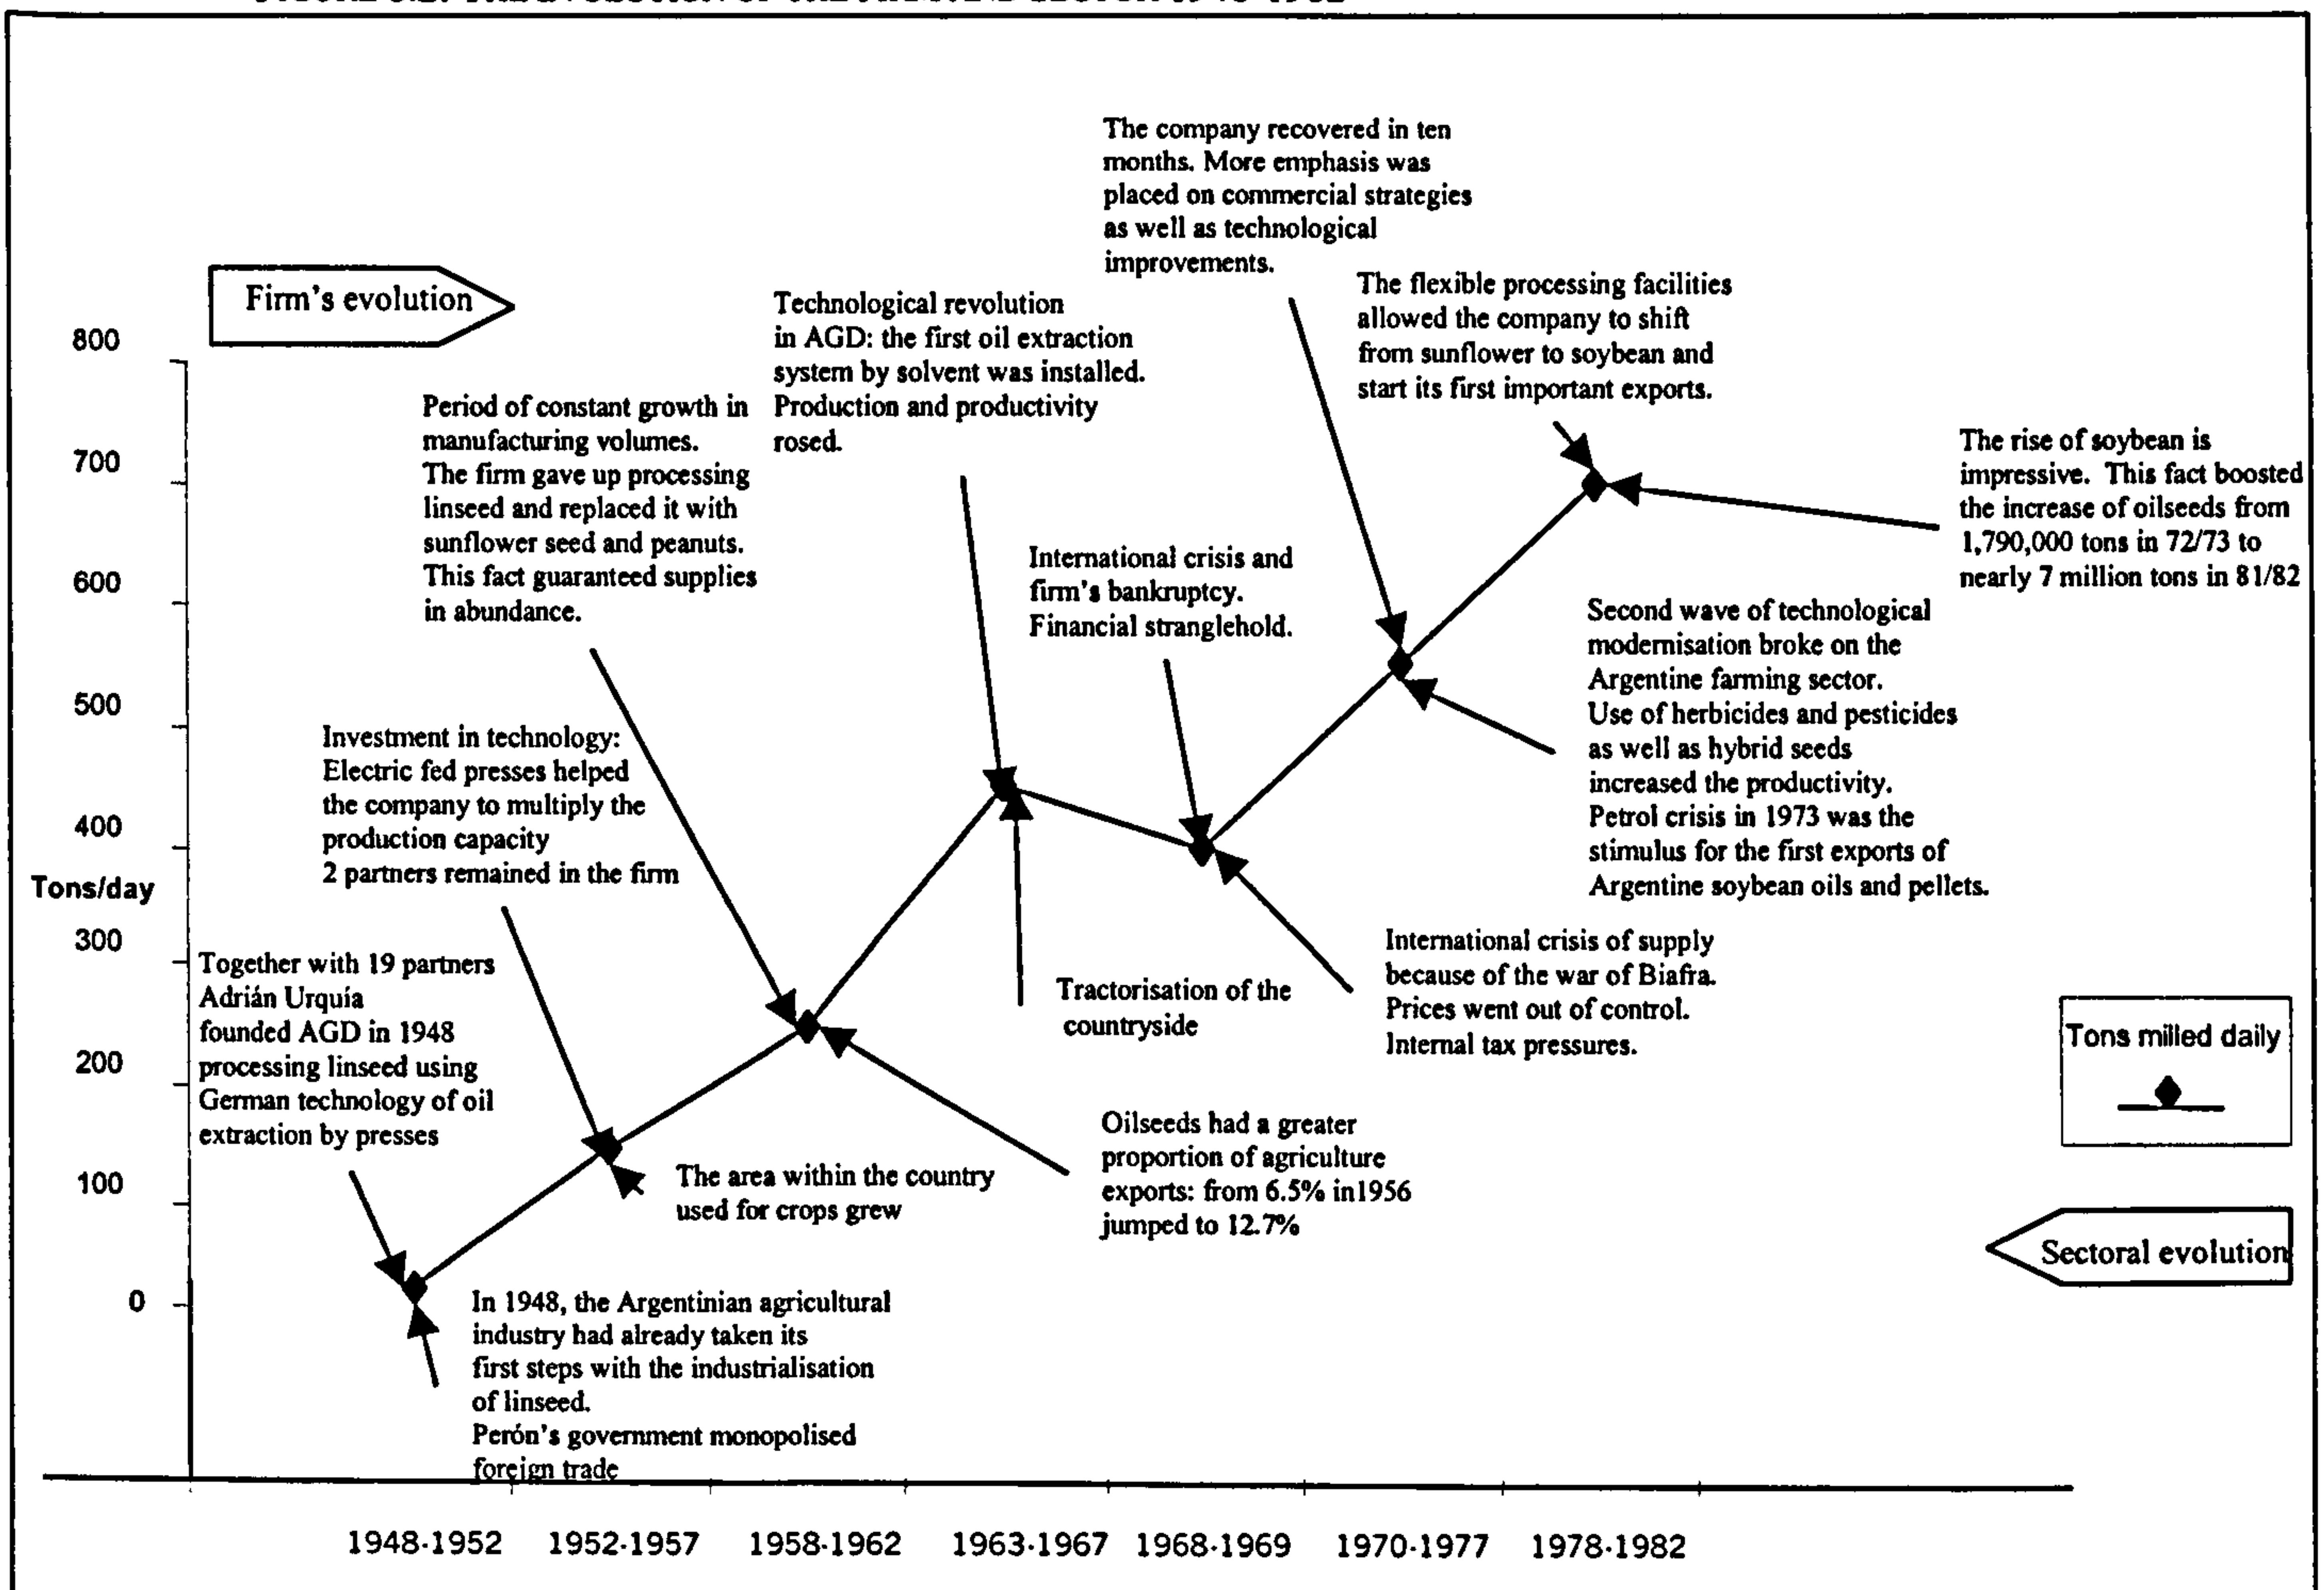 The company recovered in ten
months. More emphasis was
placed on commercial strategies
as well as technological
improvements.
Firm's evolution
The flexible processing facilities
allowed the company to shift
from sunflower to soybean and
start its first important exports.
Technological revolution
in AGD: the first oil extraction
system by solvent was installed.
Production and productivity
rosed.
Period of constant growth in
manufacturing volumes.
The firm gave up processing
linseed and replaced it with
sunflower seed and peanuts.
This fact guaranteed supplies
in abundance.
The rise of soybean is
impressive. This fact boosted
the increase of oilseeds from
1,790,000 tons in 72/73 to
nearly 7 million tons in 81/82
International crisis and
firm's bankruptcy.
Financial stranglehold.
Second wave of technological
modernisation broke on the
Argentine farming sector.
Use of herbicides and pesticides
as well as hybrid seeds
increased the productivity.
Petrol crisis in 1973 was the
stimulus for the first exports of
Argentine soybean oils and pellets.
Investment in technology:
Electric fed presses helped
the company to multiply the
production capacity
2 partners remained in the firm
Together with 19 partners
Adrián Urquía
founded AGD in 1948
processing linseed using
German technology of oil
extraction by presses
Tractorisation of the
countryside
International crisis of supply
because of the war of Biafra.
Prices went out of control.
Internal tax pressures.
Tons milled daily
Oilseeds had a greater
proportion of agriculture
exports: from 6.5% in1956
jumped to 12.7%
The area within the country
used for crops grew
Sectoral evolution
In 1948, the Argentinian agricultural
industry had already taken its
first steps with the industrialisation
of linseed.
Perón's government monopolised
foreign trade
800
700
600
500
400
Tons/day
300
200
100
0
1948-1952 1952-1957 1958-1962 1963-1967 1968-1969 1970-1977 1978-1982